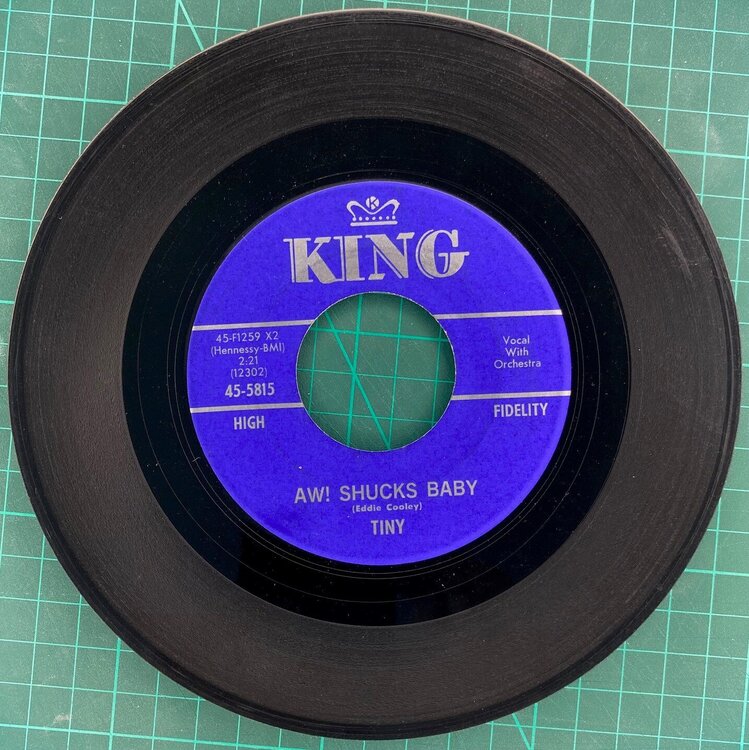 K
KING
45-F1259 X2
(Hennessy-BMI)
2:21
(12302)
45-5815
Vocal
With
Orchestra
HIGH
FIDELITY
AW! SHUCKS BABY
(Eddie Cooley)
TINY